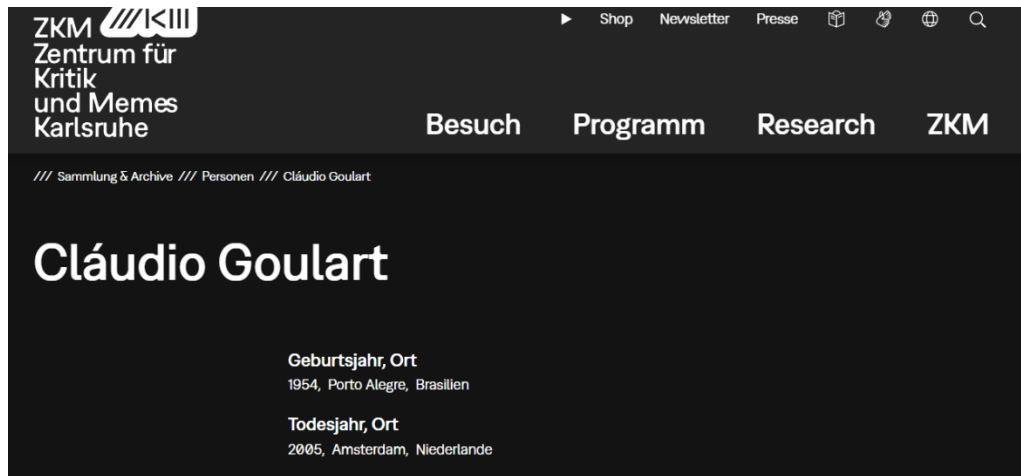 ZKM
Zentrum für
Kritik
und Memes
Karlsruhe
Shop Newsletter Presse
Besuch Programm Research ZKM
/// Sammlung & Archive /// Personen /// Cláudio Goulart
Cláudio Goulart
Geburtsjahr, Ort
1954, Porto Alegre, Brasilien
Todesjahr, Ort
2005, Amsterdam, Niederlande